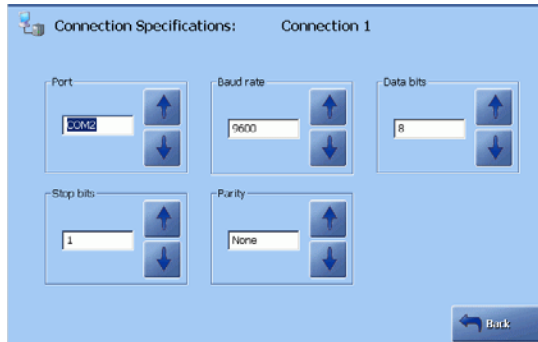 Connection Specifications: Connection 1
Port
COM2
Baud rate
9600
Data bits
8
Stop bits
1
Parity
None
Back